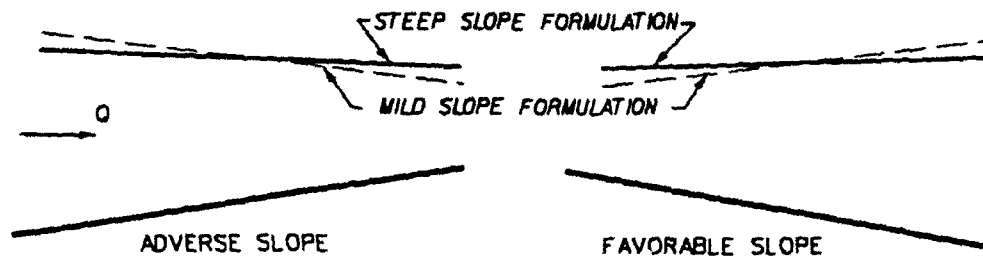 STEEP SLOPE FORMULATION
MILD SLOPE FORMULATION
Q
ADVERSE SLOPE
FAVORABLE SLOPE